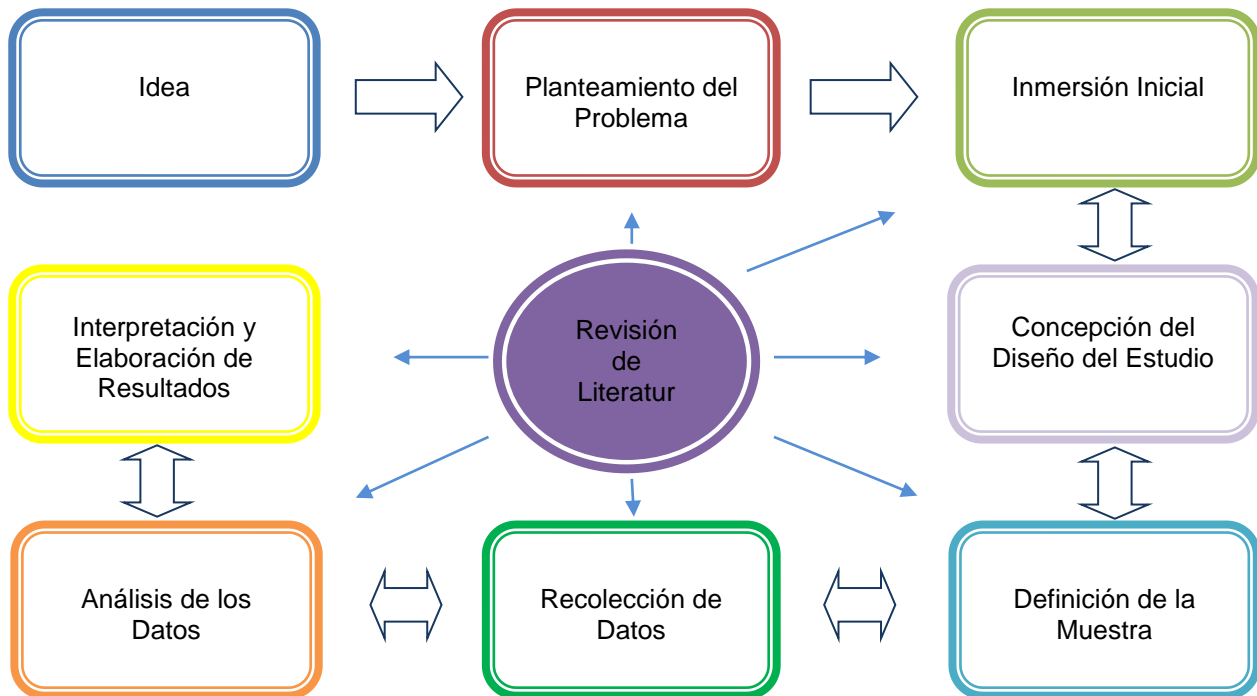 Idea
Planteamiento del
Problema
Inmersión Inicial
Interpretación y
Elaboración de
Resultados
Revisión
de
Literatur
Concepción del
Diseño del Estudio
Análisis de los
Datos
Recolección de
Datos
Definición de la
Muestra